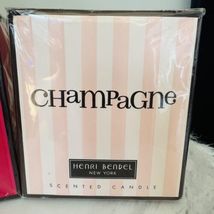 CHAMPAGNE
HENRI BENDEL
NEW YORK
SCENTED CANDLE